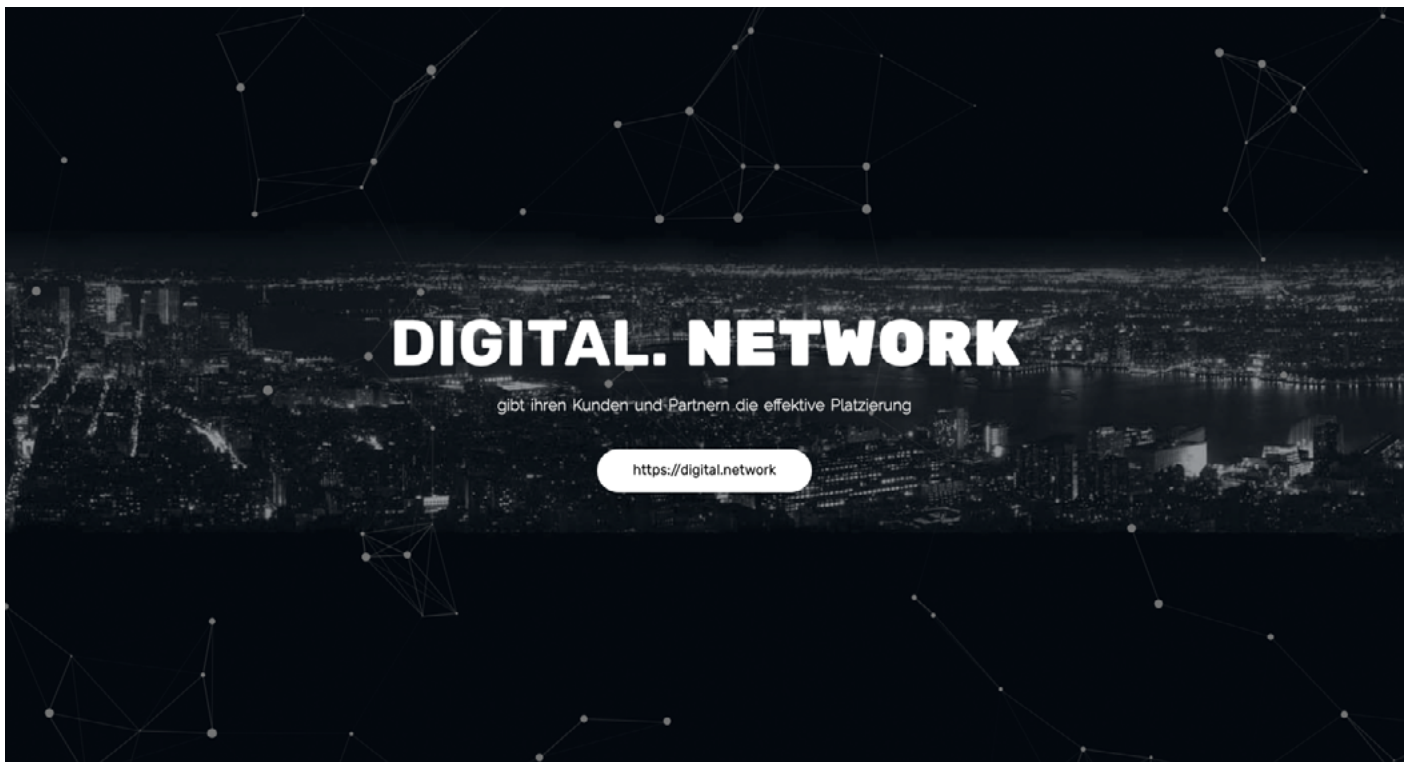 DIGITAL. NETWORK
gibt ihren Kunden und Partnern die effektive Platzierung
https://digital.network